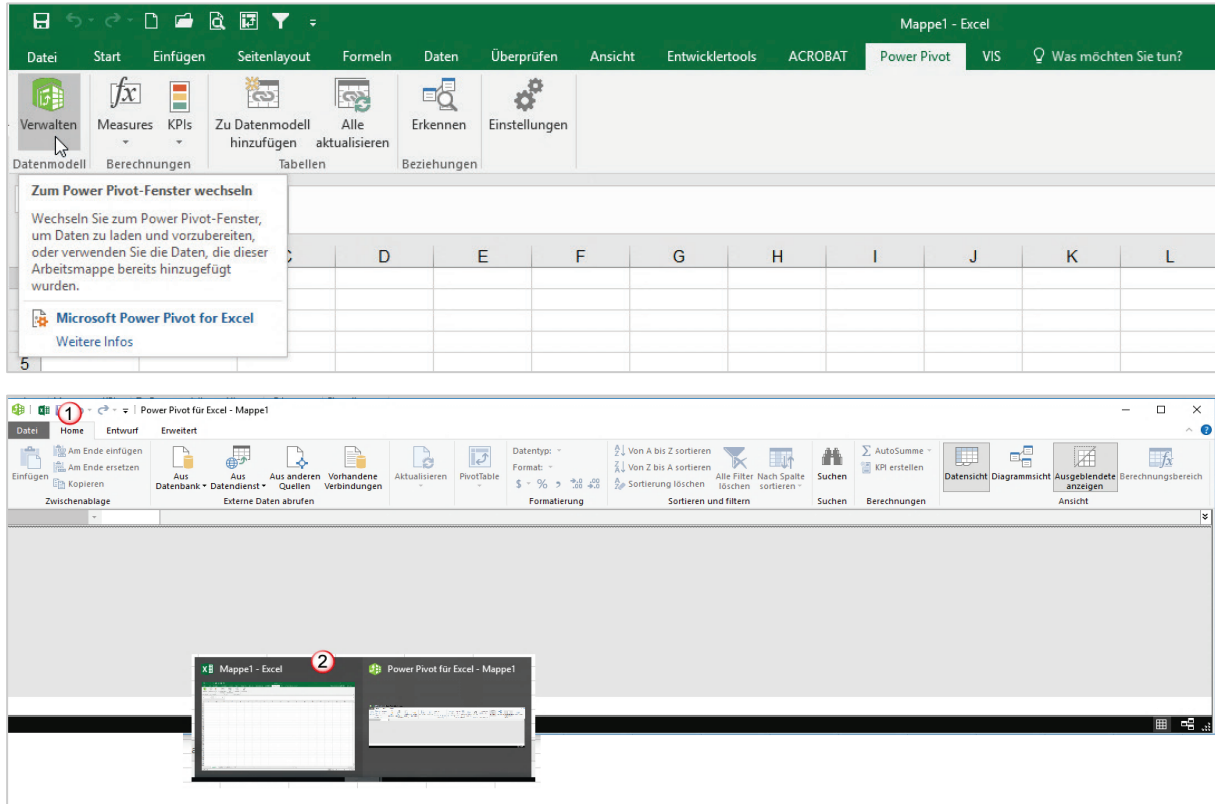 Mappe1 - Excel
Datei Start Einfügen Seitenlayout Formeln Daten Überprüfen Ansicht Entwicklertools ACROBAT Power Pivot VIS Was möchten Sie tun?
Verwalten Measures KPIs Zu Datenmodell hinzufügen Alle aktualisieren Erkennen Einstellungen
Datenmodell Berechnungen Tabellen Beziehungen
Zum Power Pivot-Fenster wechseln
Wechseln Sie zum Power Pivot-Fenster,
um Daten zu laden und vorzubereiten,
oder verwenden Sie die Daten, die dieser
Arbeitsmappe bereits hinzugefügt
wurden.
Microsoft Power Pivot for Excel
Weitere Infos
D E F G H I J K L
5
1
Power Pivot für Excel - Mappe1
Datei Home Entwurf Erweitert
Einfügen
Am Ende einfügen
Am Ende ersetzen
Kopieren
Aus Datenbank
Aus Datendienst
Aus anderen Quellen
Vorhandene Verbindungen
Aktualisieren
PivotTable
Datentyp:
Format:
$ % ,
Von A bis Z sortieren
Von Z bis A sortieren
Sortierung löschen
Alle Filter löschen
Nach Spalte sortieren
Suchen
AutoSumme
KPI erstellen
Datensicht
Diagrammsicht
Ausgeblendete anzeigen
Berechnungsbereich
Zwischenablage Externe Daten abrufen Formatierung Sortieren und filtern Suchen Berechnungen Ansicht
Mappe1 - Excel
2
Power Pivot für Excel - Mappe1